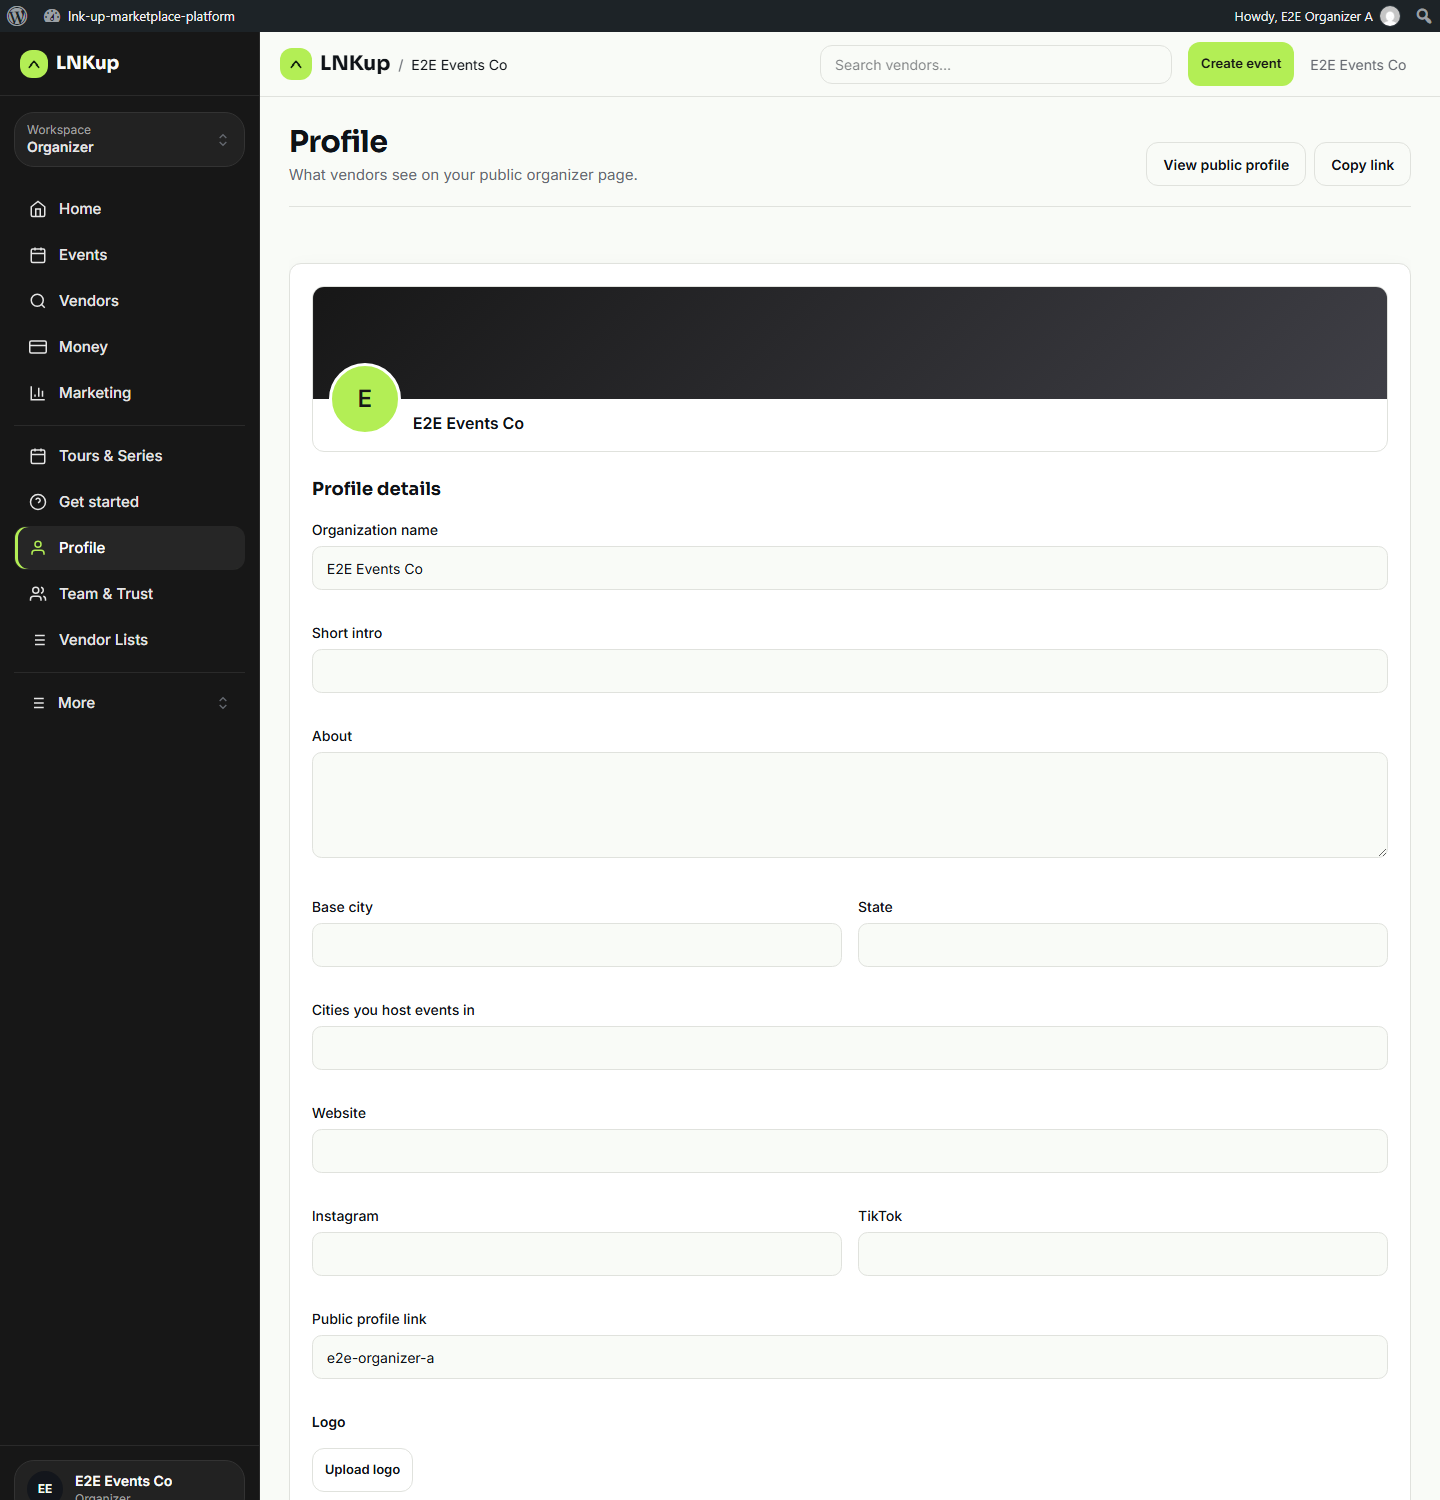 lnk-up-marketplace-platform
Howdy, E2E Organizer A
LNKup
LNKup / E2E Events Co
Search vendors...
Create event
E2E Events Co
Workspace
Organizer
Home
Events
Vendors
Money
Marketing
Tours & Series
Get started
Profile
Team & Trust
Vendor Lists
More
EE
E2E Events Co
Organizer
Profile
What vendors see on your public organizer page.
View public profile
Copy link
E
E2E Events Co
Profile details
Organization name
E2E Events Co
Short intro
About
Base city
State
Cities you host events in
Website
Instagram
TikTok
Public profile link
e2e-organizer-a
Logo
Upload logo